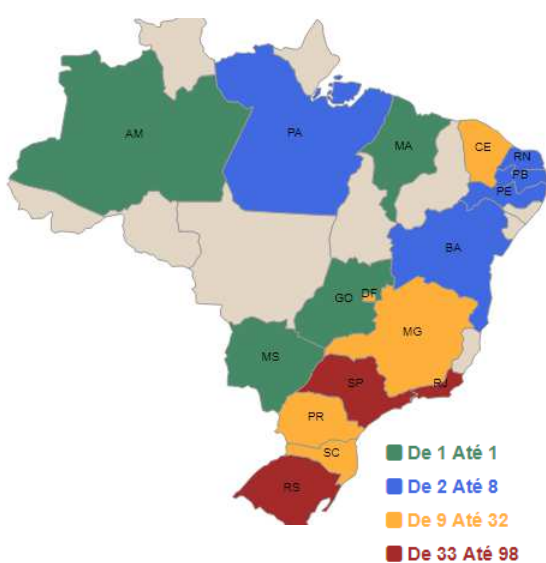 AM
PA
MA
CE
RN
PB
PE
BA
DF
GO
MG
MS
SP
RJ
PR
SC
RS
De 1 Até 1
De 2 Até 8
De 9 Até 32
De 33 Até 98